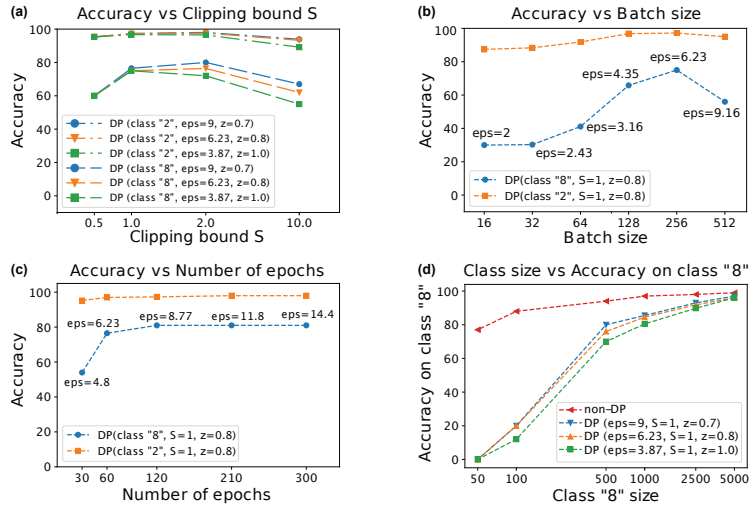 (a)
Accuracy vs Clipping bound S
Accuracy
100
80
60
40
20
0
DP (class "2", eps=9, z=0.7)
DP (class "2", eps=6.23, z=0.8)
DP (class "2", eps=3.87, z=1.0)
DP (class "8", eps=9, z=0.7)
DP (class "8", eps=6.23, z=0.8)
DP (class "8", eps=3.87, z=1.0)
0.5 1.0 2.0 10.0
Clipping bound S
(b)
Accuracy vs Batch size
Accuracy
100
80
60
40
20
0
eps=2
eps=2.43
eps=3.16
eps=4.35
eps=6.23
eps=9.16
DP(class "8", S=1, z=0.8)
DP(class "2", S=1, z=0.8)
16 32 64 128 256 512
Batch size
(c)
Accuracy vs Number of epochs
Accuracy
100
80
60
40
20
0
eps=4.8
eps=6.23
eps=8.77
eps=11.8
eps=14.4
DP(class "8", S=1, z=0.8)
DP(class "2", S=1, z=0.8)
30 60 120 210 300
Number of epochs
(d)
Class size vs Accuracy on class "8"
Accuracy on class "8"
100
80
60
40
20
0
non-DP
DP (eps=9, S=1, z=0.7)
DP (eps=6.23, S=1, z=0.8)
DP (eps=3.87, S=1, z=1.0)
50 100 500 1000 2500 5000
Class "8" size